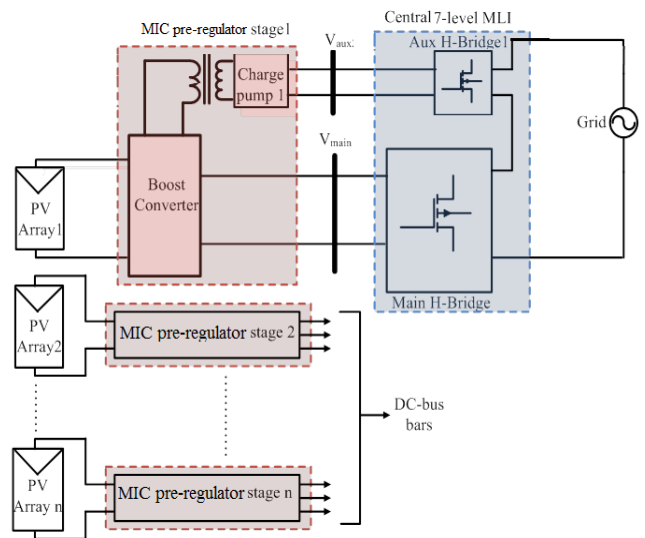 MIC pre-regulator stage1
Central 7-level MLI
Vaux:
Aux H-Bridge1
Charge
pump 1
Grid
Vmain
Boost
Converter
PV
Array1
Main H-Bridge
PV
Array2
MIC pre-regulator stage 2
DC-bus
bars
PV
Array n
MIC pre-regulator stage n